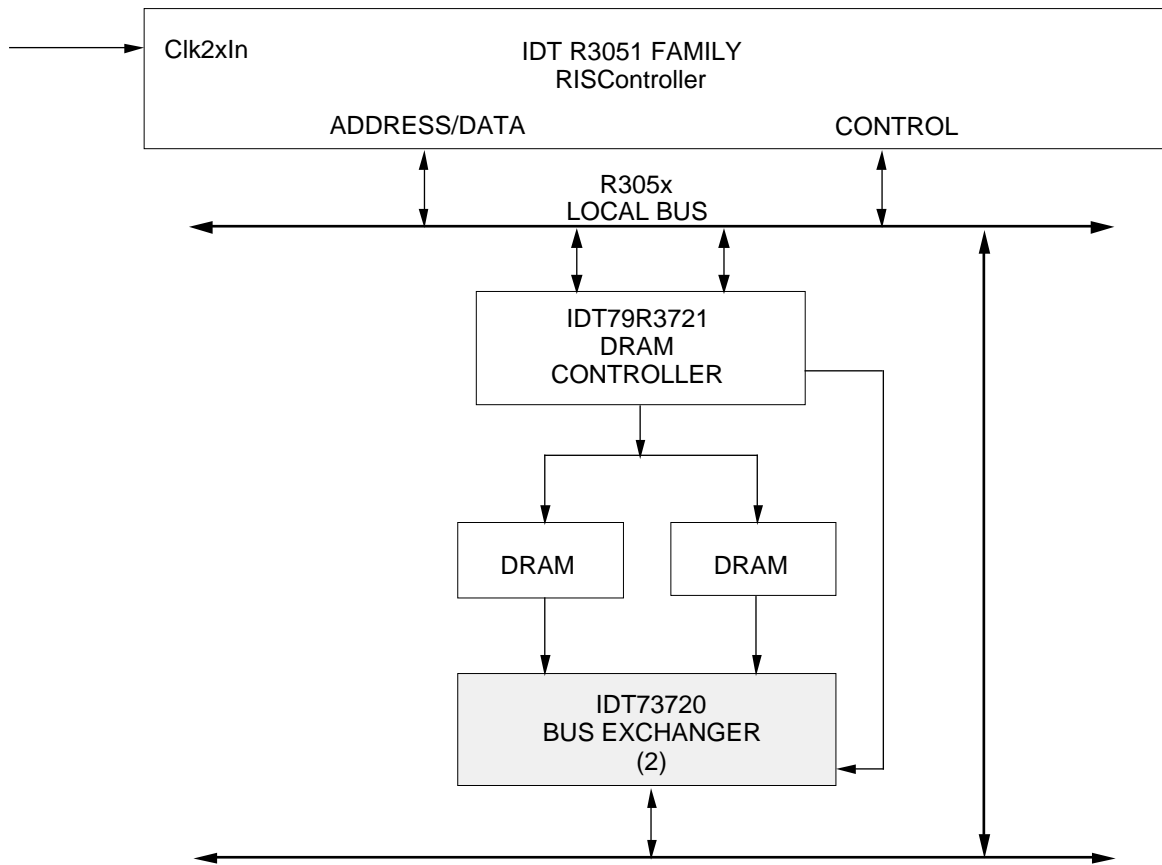 Clk2xIn
IDT R3051 FAMILY
RISController
ADDRESS/DATA
CONTROL
R305x
LOCAL BUS
IDT79R3721
DRAM
CONTROLLER
DRAM
DRAM
IDT73720
BUS EXCHANGER
(2)